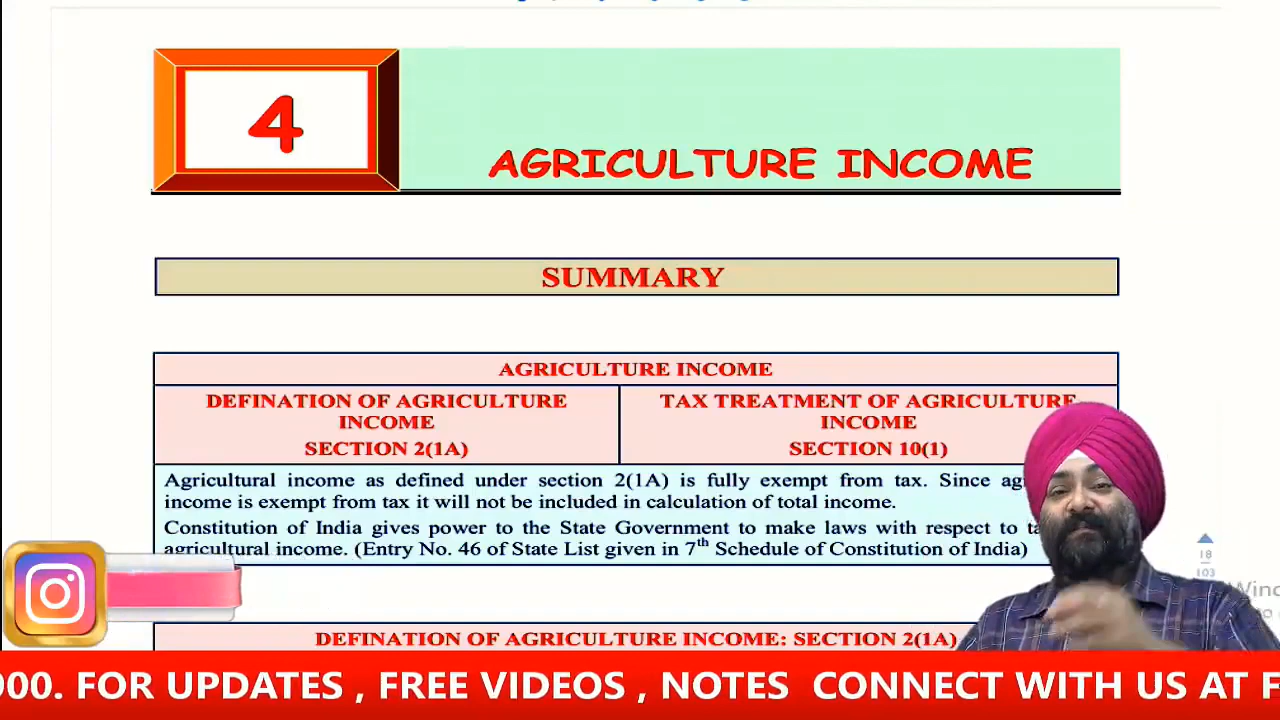 4
AGRICULTURE INCOME
SUMMARY
AGRICULTURE INCOME
DEFINATION OF AGRICULTURE
INCOME
SECTION 2(1A)
TAX TREATMENT OF AGRICULTURE
INCOME
SECTION 10(1)
Agricultural income as defined under section 2(1A) is fully exempt from tax. Since
income is exempt from tax it will not be included in calculation of total income.
Constitution of India gives power to the State Government to make laws with respect to
agricultural income. (Entry No. 46 of State List given in 7th Schedule of Constitution of India)
18
103
DEFINATION OF AGRICULTURE INCOME: SECTION 2(1A)
000. FOR UPDATES , FREE VIDEOS , NOTES CONNECT WITH US AT F